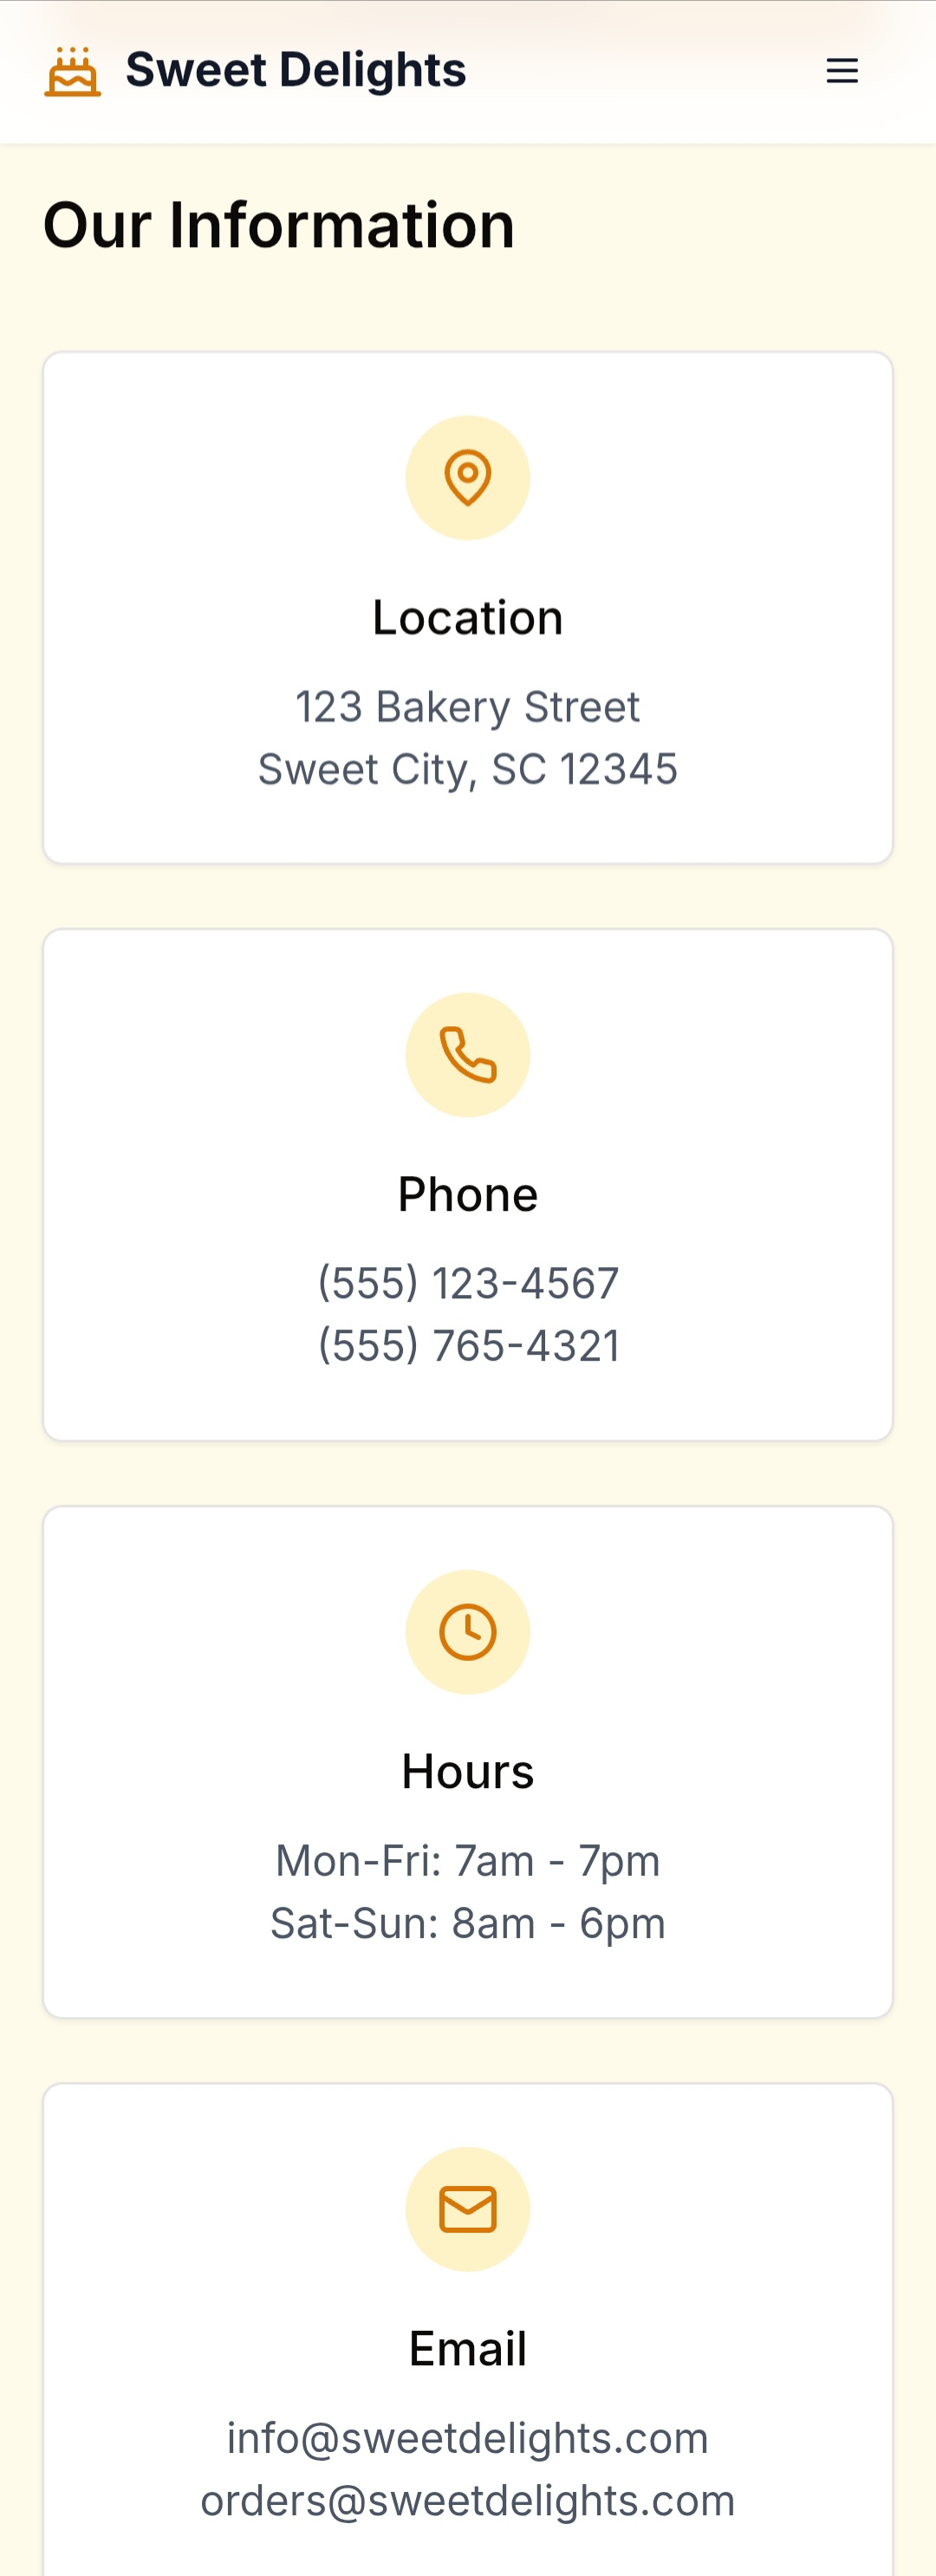 Sweet Delights
Our Information
Location
123 Bakery Street
Sweet City, SC 12345
Phone
(555) 123-4567
(555) 765-4321
Hours
Mon-Fri: 7am - 7pm
Sat-Sun: 8am - 6pm
Email
info@sweetdelights.com
orders@sweetdelights.com